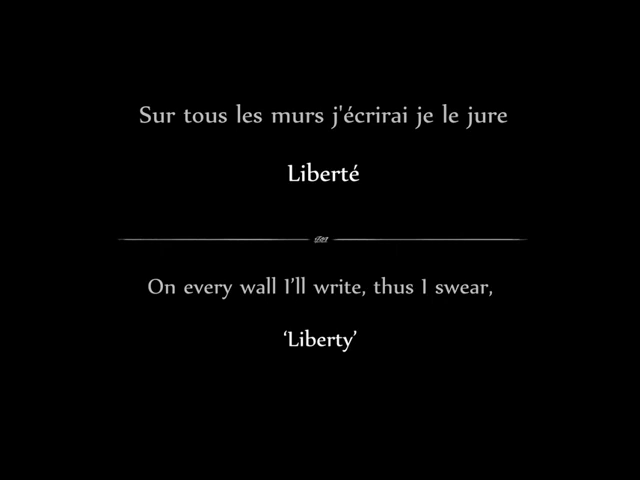 Sur tous les murs j'écrirai je le jure
Liberté
On every wall I’ll write, thus I swear,
‘Liberty’